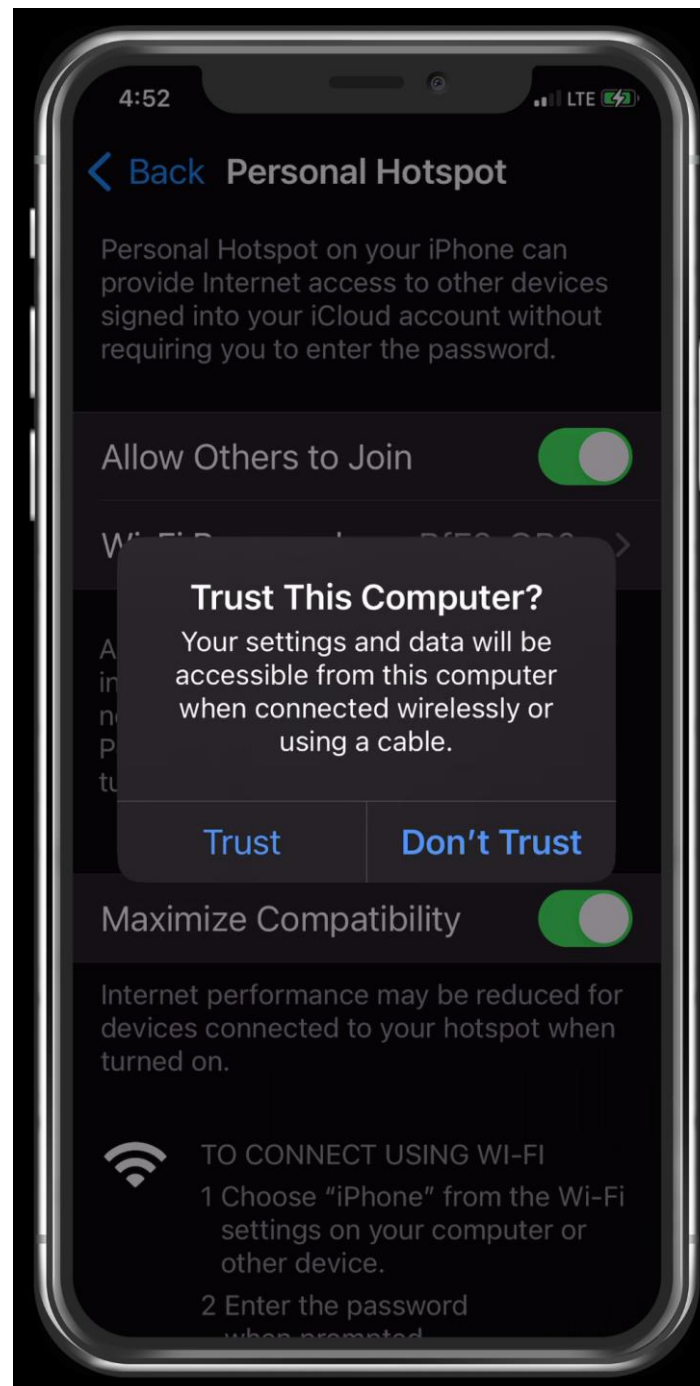 4:52
LTE
Back Personal Hotspot
Personal Hotspot on your iPhone can
provide Internet access to other devices
signed into your iCloud account without
requiring you to enter the password.
Allow Others to Join
Trust This Computer?
Your settings and data will be
accessible from this computer
when connected wirelessly or
using a cable.
Trust Don't Trust
Maximize Compatibility
Internet performance may be reduced for
devices connected to your hotspot when
turned on.
TO CONNECT USING WI-FI
1 Choose “iPhone” from the Wi-Fi
settings on your computer or
other device.
2 Enter the password
when prompted